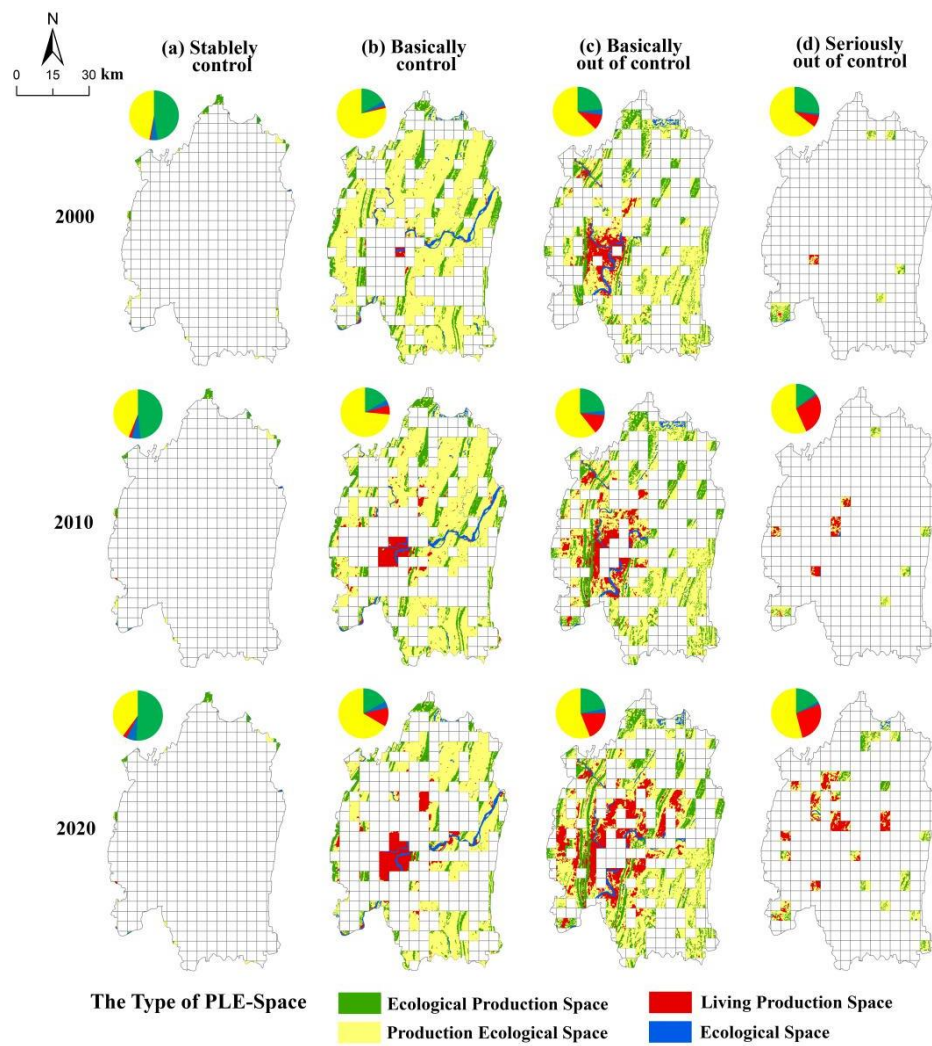 N
0 15 30 km
(a) Stablely
control
(b) Basically
control
(c) Basically
out of control
(d) Seriously
out of control
2000
2010
2020
The Type of PLE-Space
Ecological Production Space
Living Production Space
Production Ecological Space
Ecological Space